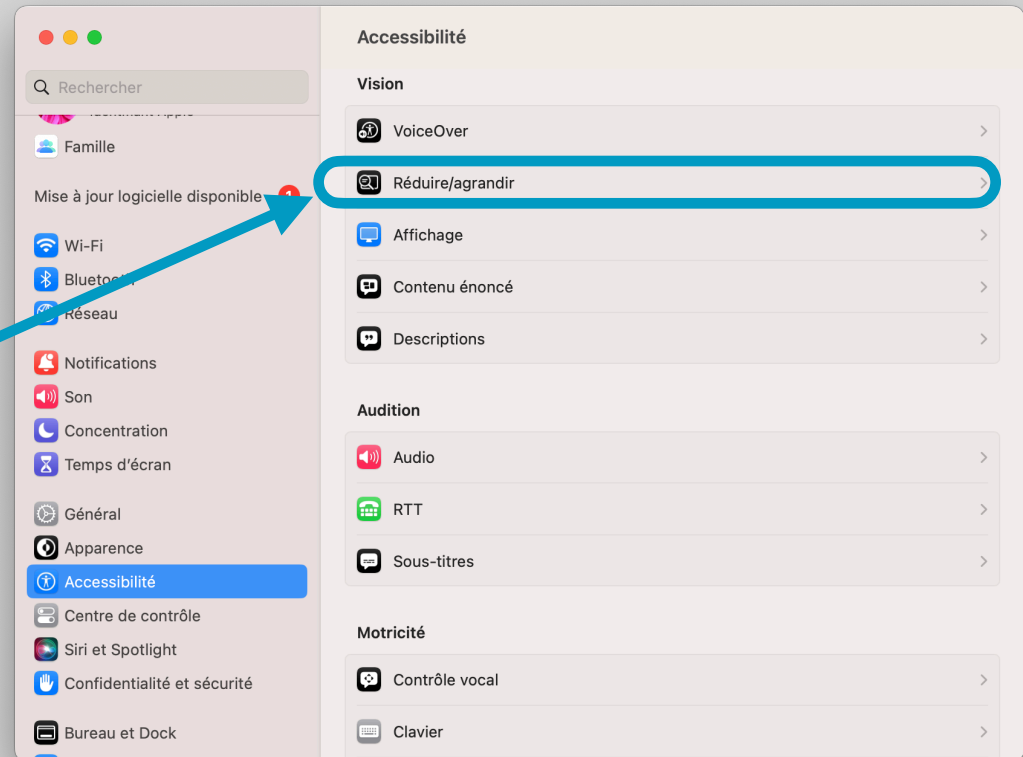 Accessibilité
Rechercher
Famille
Mise à jour logicielle disponible
Wi-Fi
Réseau
Notifications
Son
Concentration
Temps d'écran
Général
Apparence
Accessibilité
Centre de contrôle
Siri et Spotlight
Confidentialité et sécurité
Bureau et Dock
Vision
VoiceOver
Réduire/agrandir
Affichage
Contenu énoncé
Descriptions
Audition
Audio
RTT
Sous-titres
Motricité
Contrôle vocal
Clavier